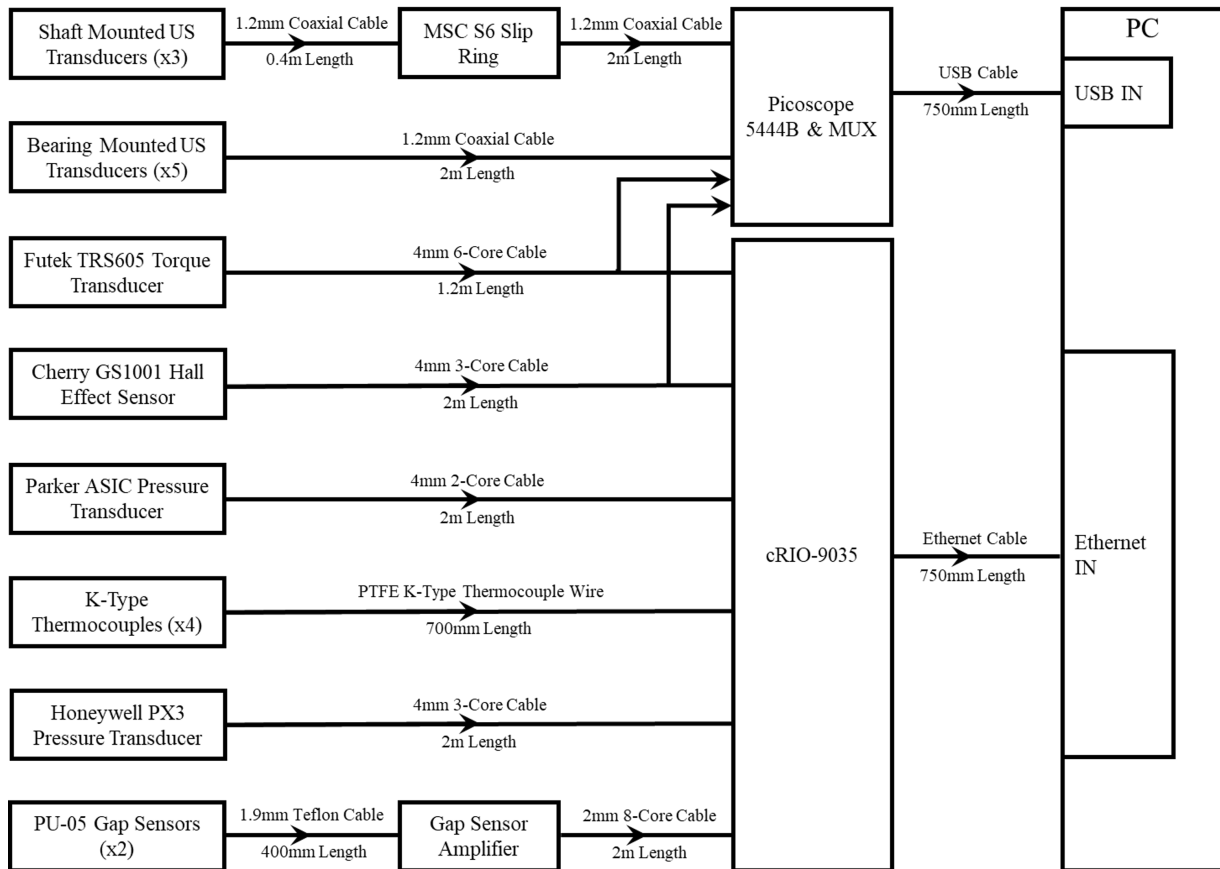 Shaft Mounted US
Transducers (x3)
1.2mm Coaxial Cable
0.4m Length
MSC S6 Slip
Ring
1.2mm Coaxial Cable
2m Length
Picoscope
5444B & MUX
USB Cable
750mm Length
PC
USB IN
Bearing Mounted US
Transducers (x5)
1.2mm Coaxial Cable
2m Length
Futek TRS605 Torque
Transducer
4mm 6-Core Cable
1.2m Length
Cherry GS1001 Hall
Effect Sensor
4mm 3-Core Cable
2m Length
Parker ASIC Pressure
Transducer
4mm 2-Core Cable
2m Length
cRIO-9035
Ethernet Cable
750mm Length
Ethernet
IN
K-Type
Thermocouples (x4)
PTFE K-Type Thermocouple Wire
700mm Length
Honeywell PX3
Pressure Transducer
4mm 3-Core Cable
2m Length
PU-05 Gap Sensors
(x2)
1.9mm Teflon Cable
400mm Length
Gap Sensor
Amplifier
2mm 8-Core Cable
2m Length